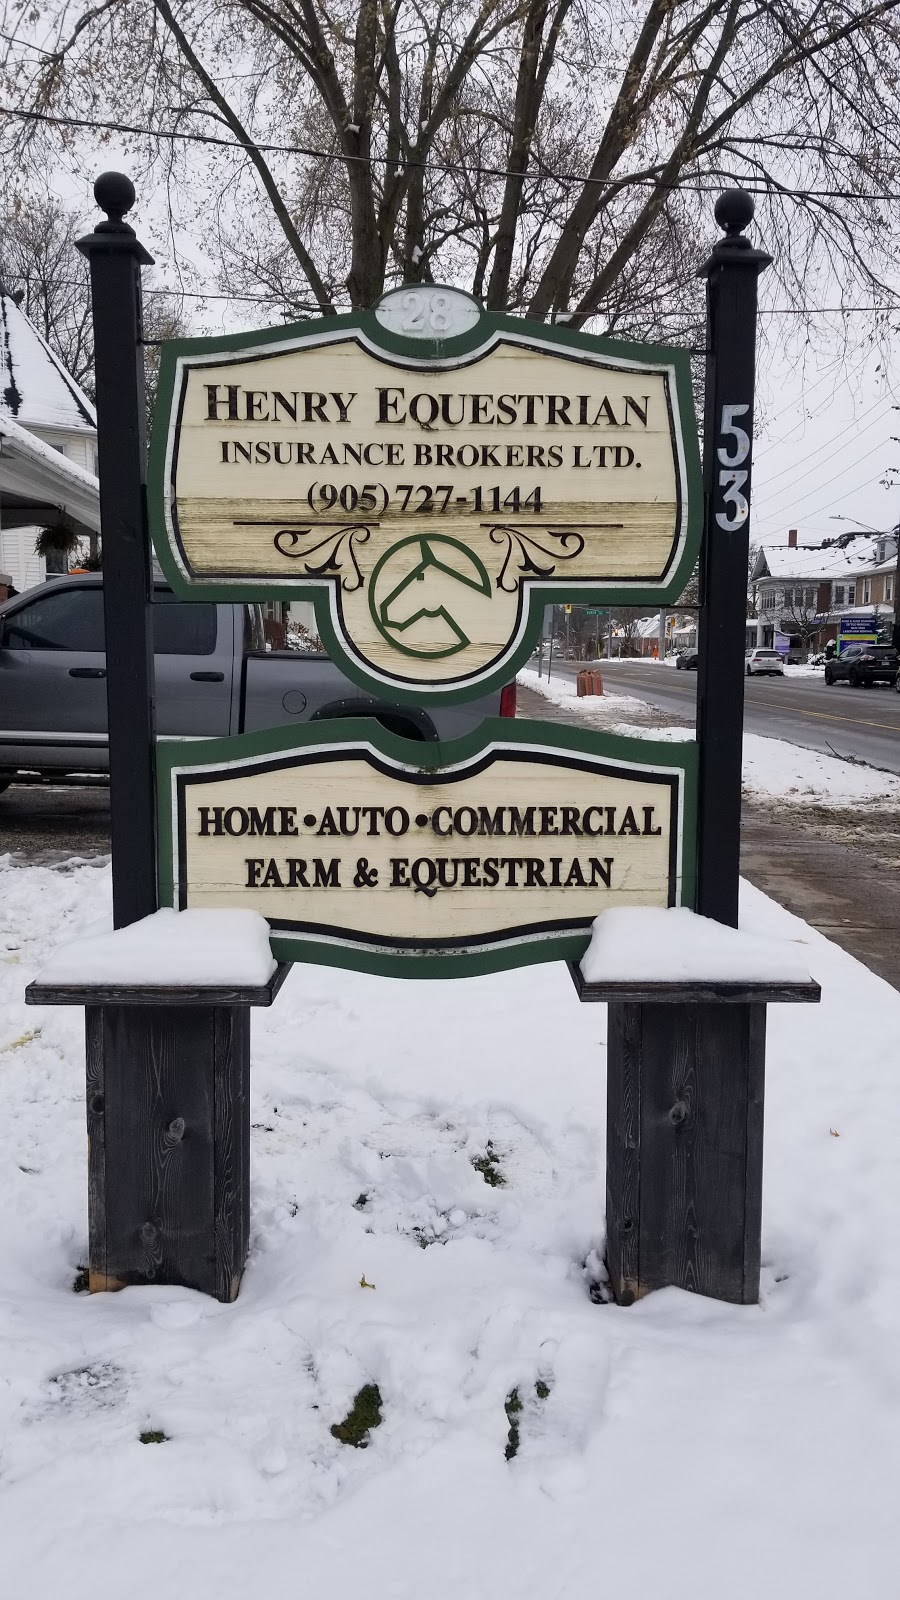 28
HENRY EQUESTRIAN
INSURANCE BROKERS LTD.
(905) 727-1144
53
HOME • AUTO • COMMERCIAL
FARM & EQUESTRIAN